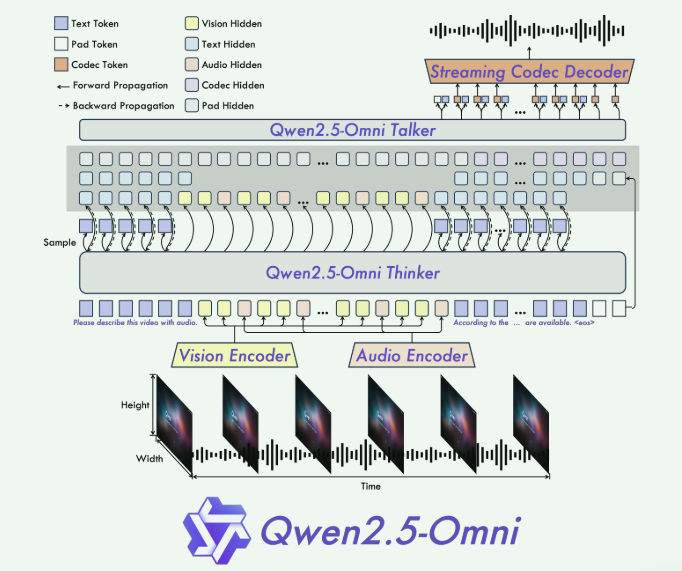 Text Token
Vision Hidden
Pad Token
Text Hidden
Codec Token
Audio Hidden
Forward Propagation
Codec Hidden
Backward Propagation
Pad Hidden
Streaming Codec Decoder
...
Qwen2.5-Omni Talker
...
...
...
...
...
Sample
Qwen2.5-Omni Thinker
...
...
Please describe this video with audio.
According to the ... are available. <eos>
Vision Encoder
Audio Encoder
Height
Width
Time
Qwen2.5-Omni